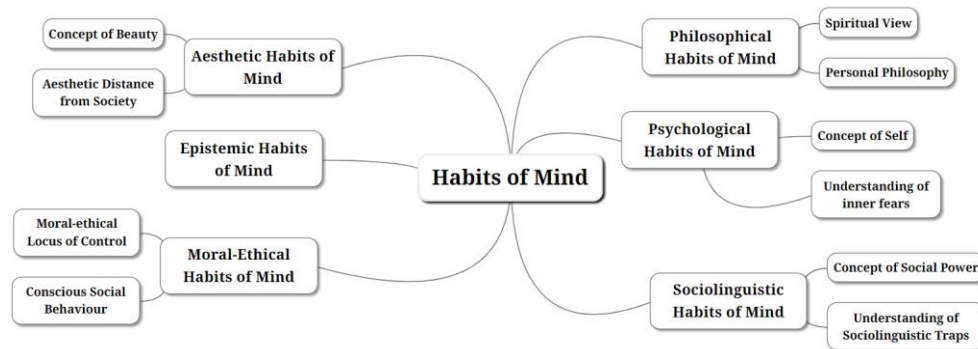 Concept of Beauty
Aesthetic Distance
from Society
Aesthetic Habits of
Mind
Epistemic Habits
of Mind
Moral-ethical
Locus of Control
Conscious Social
Behaviour
Moral-Ethical
Habits of Mind
Habits of Mind
Philosophical
Habits of Mind
Spiritual View
Personal Philosophy
Psychological
Habits of Mind
Concept of Self
Understanding of
inner fears
Sociolinguistic
Habits of Mind
Concept of Social Power
Understanding of
Sociolinguistic Traps